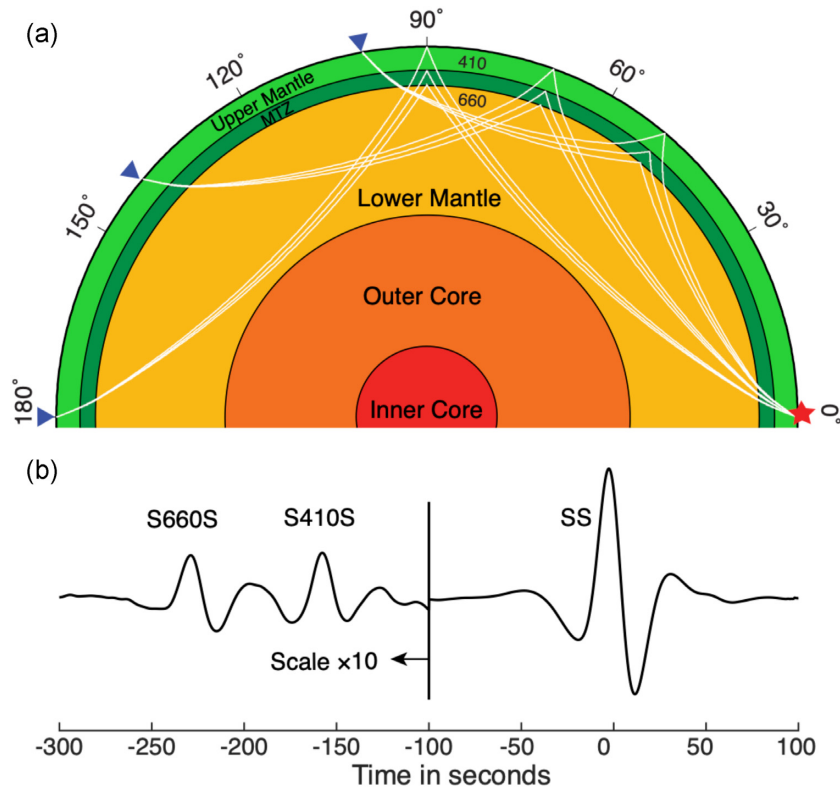 (a)
90°
120°
60°
410
660
Upper Mantle
MTZ
150°
30°
Lower Mantle
Outer Core
Inner Core
180°
0°
(b)
S660S
S410S
SS
Scale ×10
-300
-250
-200
-150
-100
-50
0
50
100
Time in seconds